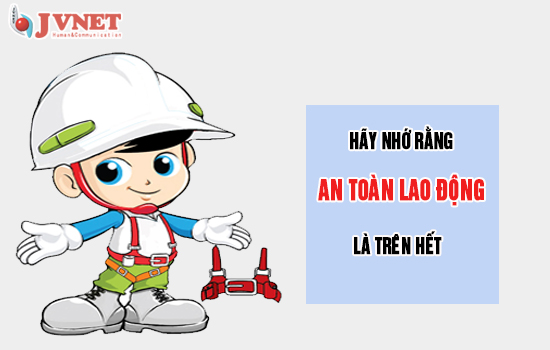 JVNET
Human&Communication
HÃY NHỚ RẰNG
AN TOÀN LAO ĐỘNG
LÀ TRÊN HẾT